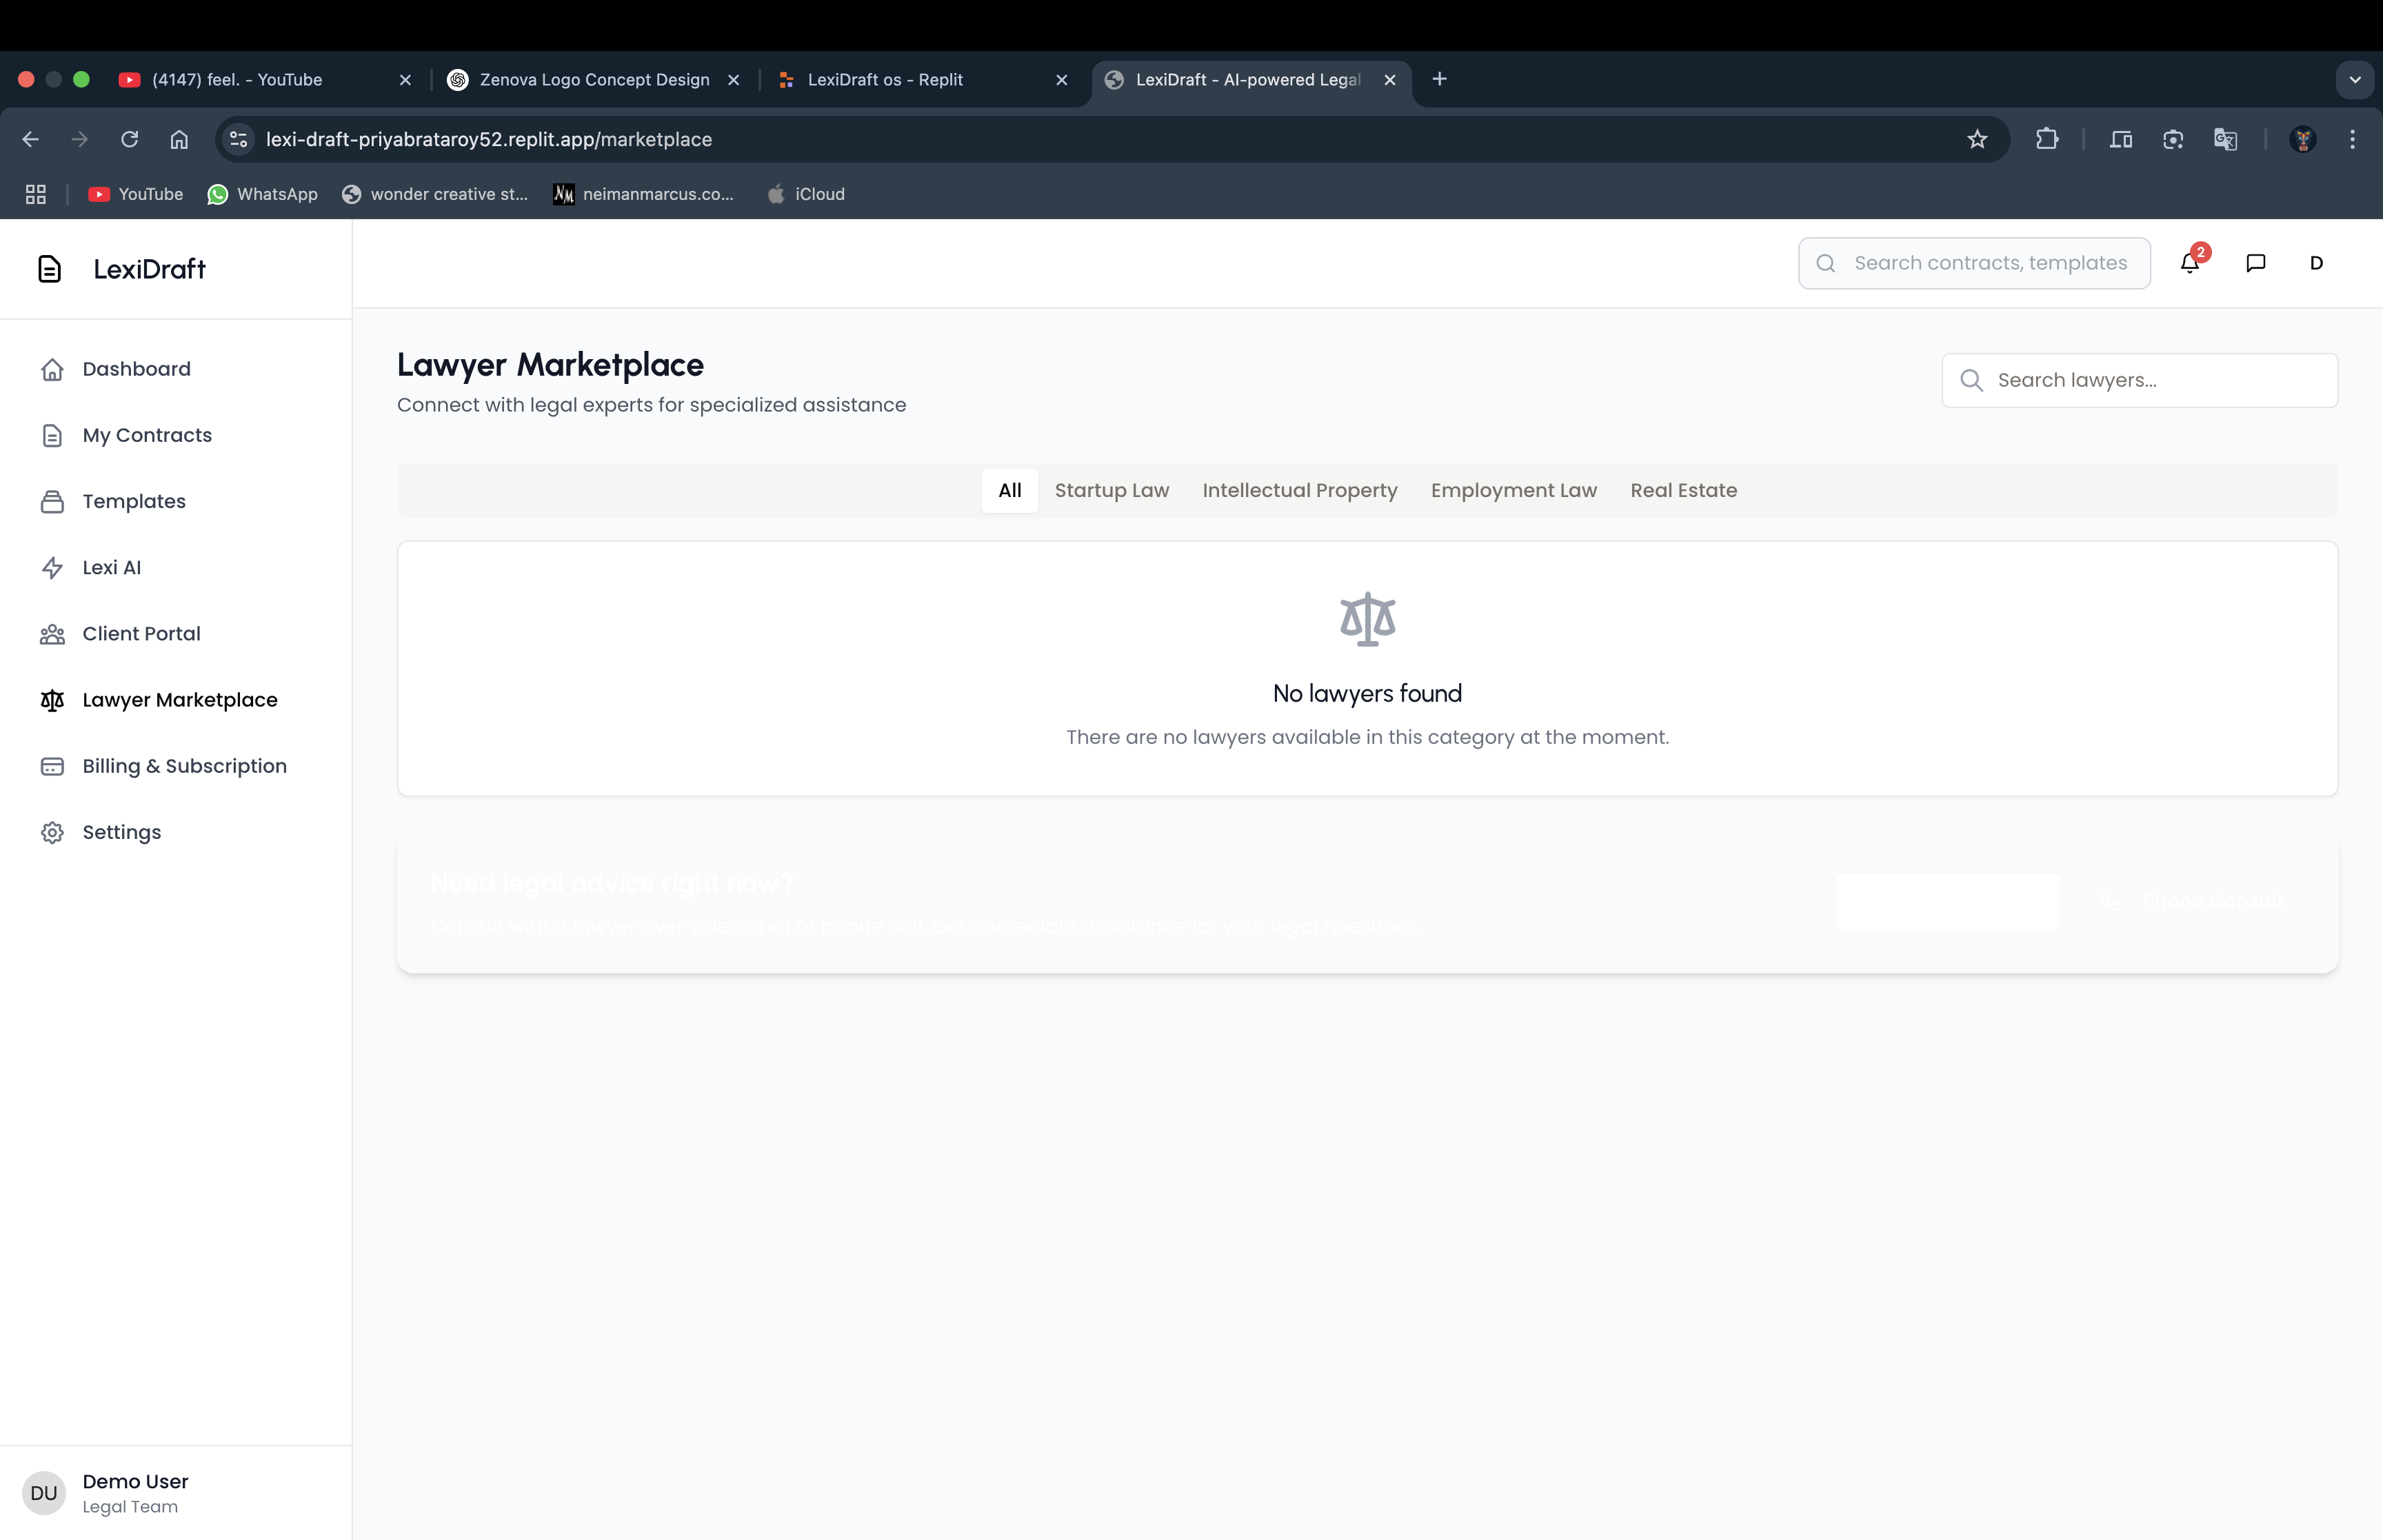 (4147) feel. - YouTube
Zenova Logo Concept Design
LexiDraft os - Replit
LexiDraft - AI-powered Legal
lexi-draft-priyabrataroy52.replit.app/marketplace
YouTube
WhatsApp
wonder creative st...
NM
neimanmarcus.co...
iCloud
LexiDraft
Search contracts, templates
2
D
Dashboard
My Contracts
Templates
Lexi AI
Client Portal
Lawyer Marketplace
Billing & Subscription
Settings
Lawyer Marketplace
Connect with legal experts for specialized assistance
Search lawyers...
All
Startup Law
Intellectual Property
Employment Law
Real Estate
No lawyers found
There are no lawyers available in this category at the moment.
Need legal advice right now?
Consult with a lawyer over video chat or phone call. Get immediate assistance for your legal questions.
Phone Consult
DU
Demo User
Legal Team